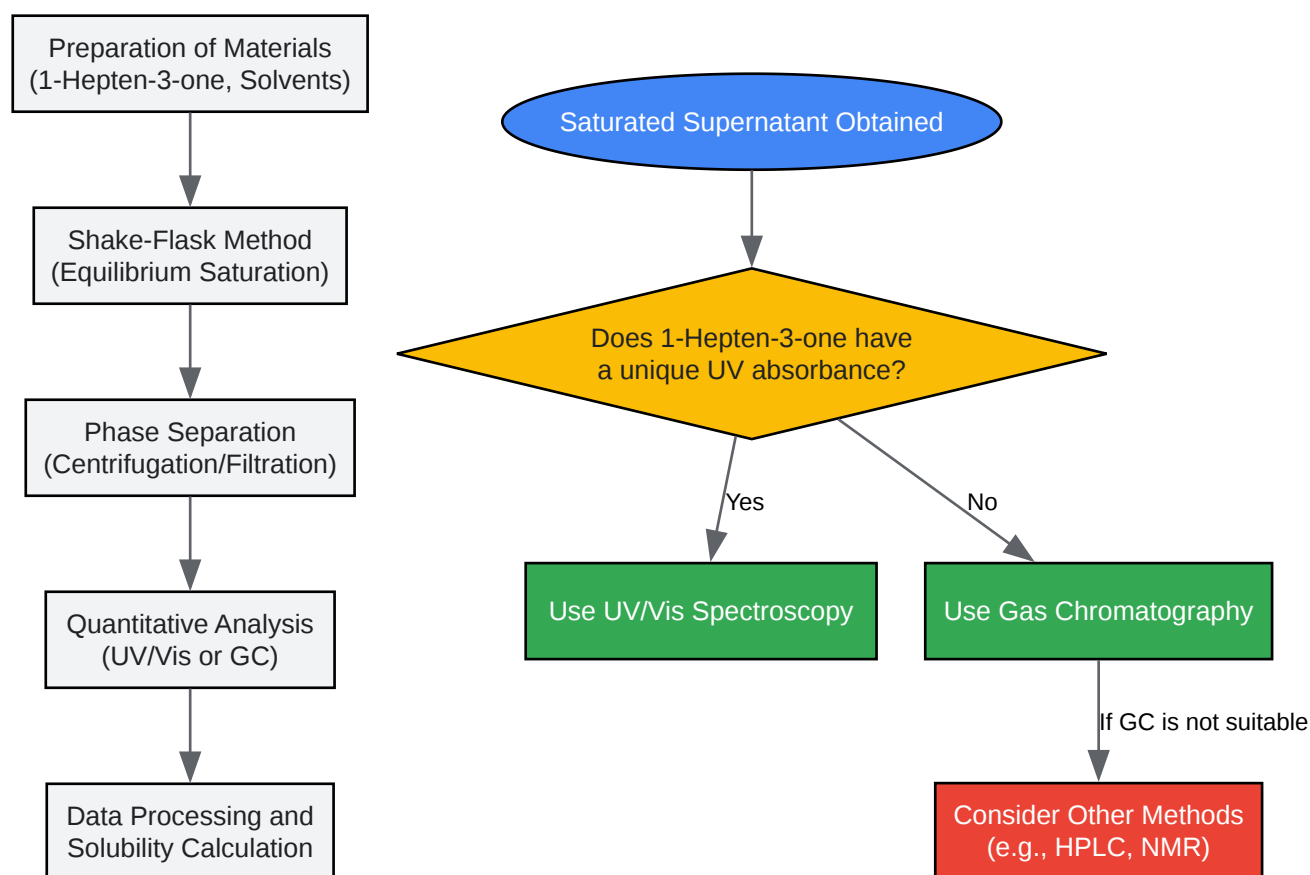 Preparation of Materials
(1-Hepten-3-one, Solvents)
Shake-Flask Method
(Equilibrium Saturation)
Phase Separation
(Centrifugation/Filtration)
Quantitative Analysis
(UV/Vis or GC)
Data Processing and
Solubility Calculation
Saturated Supernatant Obtained
Does 1-Hepten-3-one have
a unique UV absorbance?
Yes
No
Use UV/Vis Spectroscopy
Use Gas Chromatography
If GC is not suitable
Consider Other Methods
(e.g., HPLC, NMR)